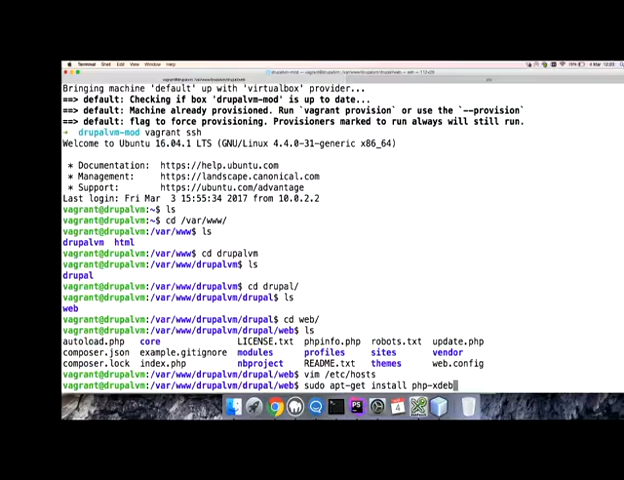 Terminal Shell Edit View Window Help
Bringing machine 'default' up with 'virtualbox' provider...
==> default: Checking if box 'drupalvm-mod' is up to date...
==> default: Machine already provisioned. Run `vagrant provision` or use the `--provision`
==> default: flag to force provisioning. Provisioners marked to run always will still run.
→ drupalvm-mod vagrant ssh
Welcome to Ubuntu 16.04.1 LTS (GNU/Linux 4.4.0-31-generic x86_64)
* Documentation: https://help.ubuntu.com
* Management: https://landscape.canonical.com
* Support: https://ubuntu.com/advantage
Last login: Fri Mar 3 15:55:34 2017 from 10.0.2.2
vagrant@drupalvm:~$ ls
vagrant@drupalvm:~$ cd /var/www/
vagrant@drupalvm:/var/www$ ls
drupalvm html
vagrant@drupalvm:/var/www$ cd drupalvm
vagrant@drupalvm:/var/www/drupalvm$ ls
drupal
vagrant@drupalvm:/var/www/drupalvm$ cd drupal/
vagrant@drupalvm:/var/www/drupalvm/drupal$ ls
web
vagrant@drupalvm:/var/www/drupalvm/drupal$ cd web/
vagrant@drupalvm:/var/www/drupalvm/drupal/web$ ls
autoload.php core LICENSE.txt phpinfo.php robots.txt update.php
composer.json example.gitignore modules profiles sites vendor
composer.lock index.php nbproject README.txt themes web.config
vagrant@drupalvm:/var/www/drupalvm/drupal/web$ vim /etc/hosts
vagrant@drupalvm:/var/www/drupalvm/drupal/web$ sudo apt-get install php-xdeb